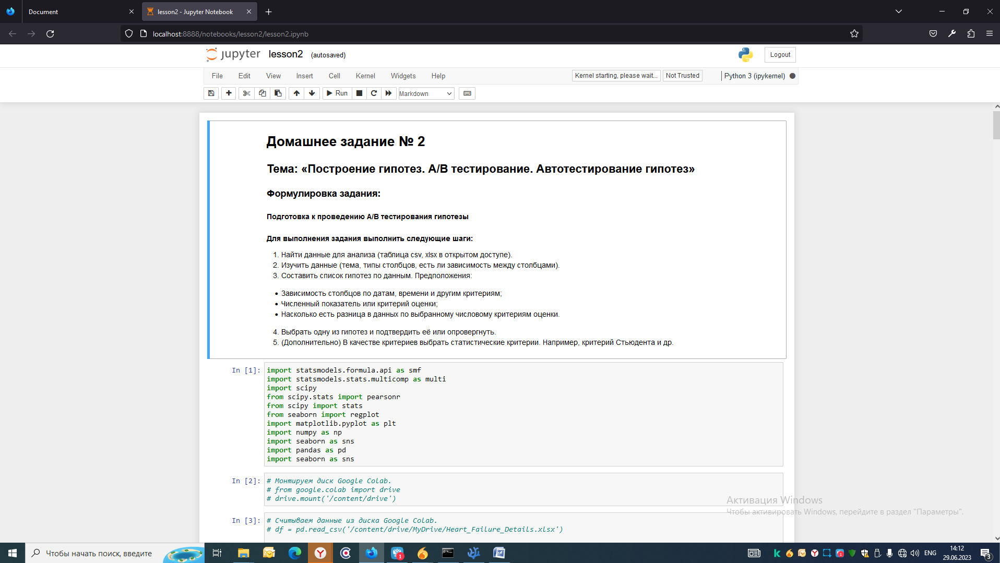 Document
lesson2 - Jupyter Notebook
localhost:8888/notebooks/lesson2/lesson2.ipynb
jupyter lesson2 (autosaved)
Logout
File Edit View Insert Cell Kernel Widgets Help
Kernel starting, please wait... Not Trusted Python 3 (ipykernel)
Run Markdown
Домашнее задание № 2
Тема: «Построение гипотез. А/В тестирование. Автотестирование гипотез»
Формулировка задания:
Подготовка к проведению А/В тестирования гипотезы
Для выполнения задания выполнить следующие шаги:
1. Найти данные для анализа (таблица csv, xlsx в открытом доступе).
2. Изучить данные (тема, типы столбцов, есть ли зависимость между столбцами).
3. Составить список гипотез по данным. Предположения:
• Зависимость столбцов по датам, времени и другим критериям;
• Численный показатель или критерий оценки;
• Насколько есть разница в данных по выбранному числовому критериям оценки.
4. Выбрать одну из гипотез и подтвердить её или опровергнуть.
5. (Дополнительно) В качестве критериев выбрать статистические критерии. Например, критерий Стьюдента и др.
In [1]: import statsmodels.formula.api as smf
import statsmodels.stats.multicomp as multi
import scipy
from scipy.stats import pearsonr
from scipy import stats
from seaborn import regplot
import matplotlib.pyplot as plt
import numpy as np
import seaborn as sns
import pandas as pd
import seaborn as sns
In [2]: # Монтируем диск Google Colab.
# from google.colab import drive
# drive.mount('/content/drive')
In [3]: # Считываем данные из диска Google Colab.
# df = pd.read_csv('/content/drive/MyDrive/Heart_Failure_Details.xlsx')
Активация Windows
Чтобы активировать Windows, перейдите в раздел "Параметры".
Чтобы начать поиск, введите
ENG
14:12
29.06.2023
3